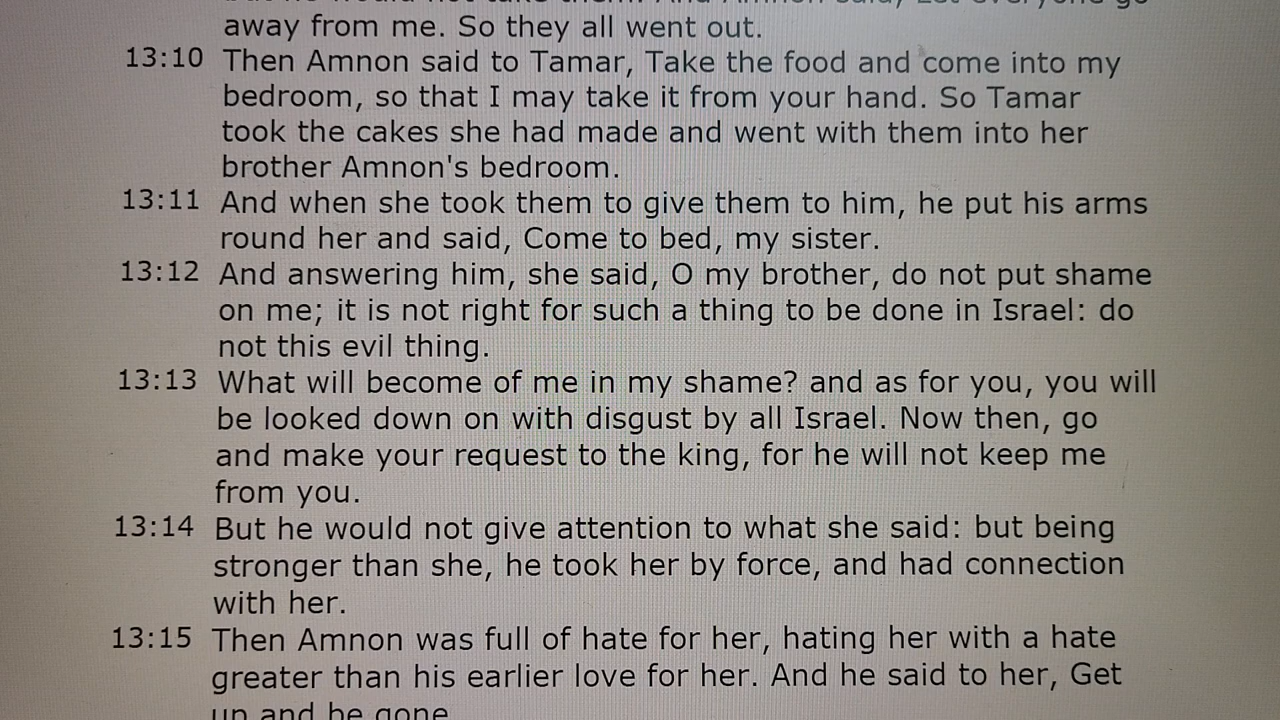 away from me. So they all went out.
13:10 Then Amnon said to Tamar, Take the food and come into my
bedroom, so that I may take it from your hand. So Tamar
took the cakes she had made and went with them into her
brother Amnon's bedroom.
13:11 And when she took them to give them to him, he put his arms
round her and said, Come to bed, my sister.
13:12 And answering him, she said, O my brother, do not put shame
on me; it is not right for such a thing to be done in Israel: do
not this evil thing.
13:13 What will become of me in my shame? and as for you, you will
be looked down on with disgust by all Israel. Now then, go
and make your request to the king, for he will not keep me
from you.
13:14 But he would not give attention to what she said: but being
stronger than she, he took her by force, and had connection
with her.
13:15 Then Amnon was full of hate for her, hating her with a hate
greater than his earlier love for her. And he said to her, Get
up and be gone